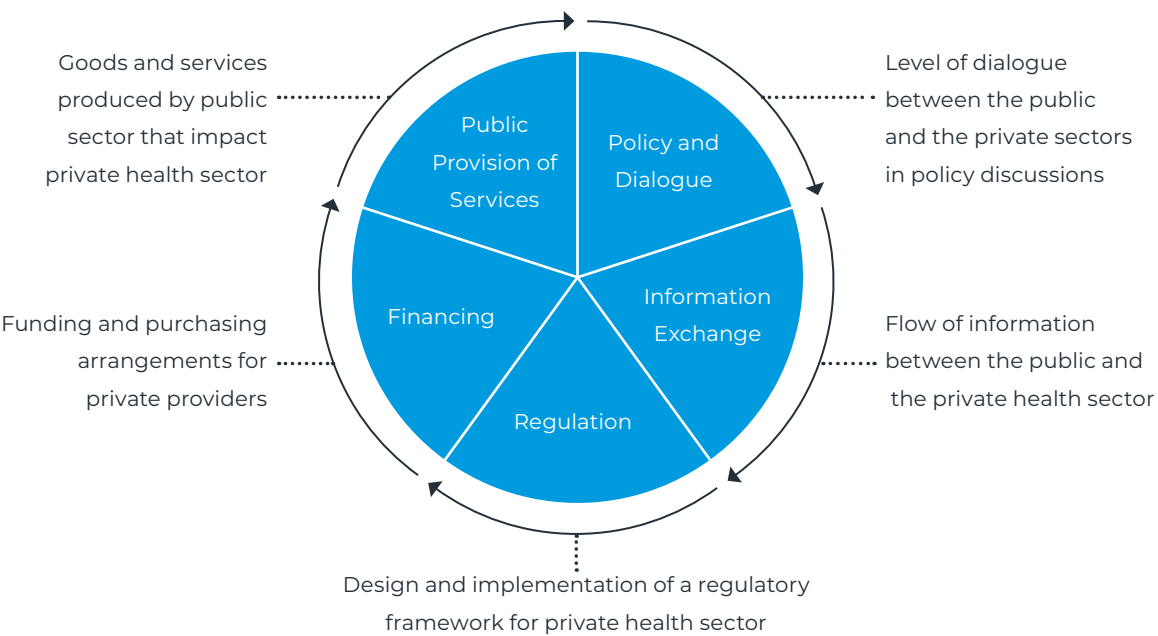 Goods and services
produced by public
sector that impact
private health sector
Public
Provision of
Services
Policy and
Dialogue
Level of dialogue
between the public
and the private sectors
in policy discussions
Funding and purchasing
arrangements for
private providers
Financing
Information
Exchange
Flow of information
between the public and
the private health sector
Regulation
Design and implementation of a regulatory
framework for private health sector